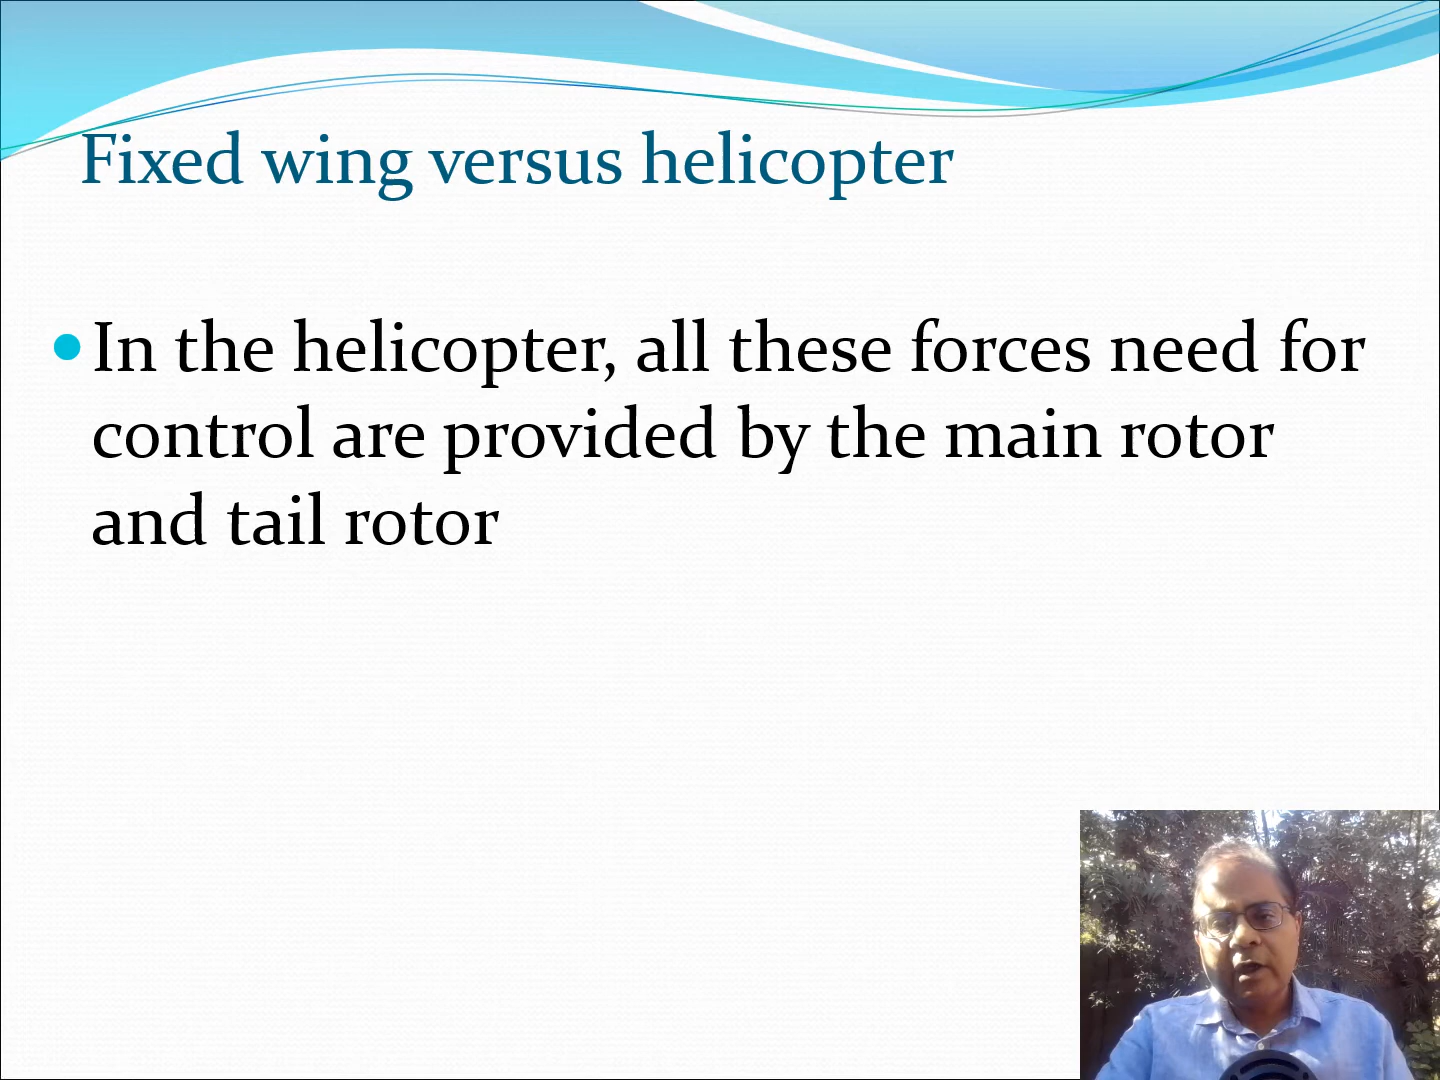 Fixed wing versus helicopter
In the helicopter, all these forces need for
control are provided by the main rotor
and tail rotor